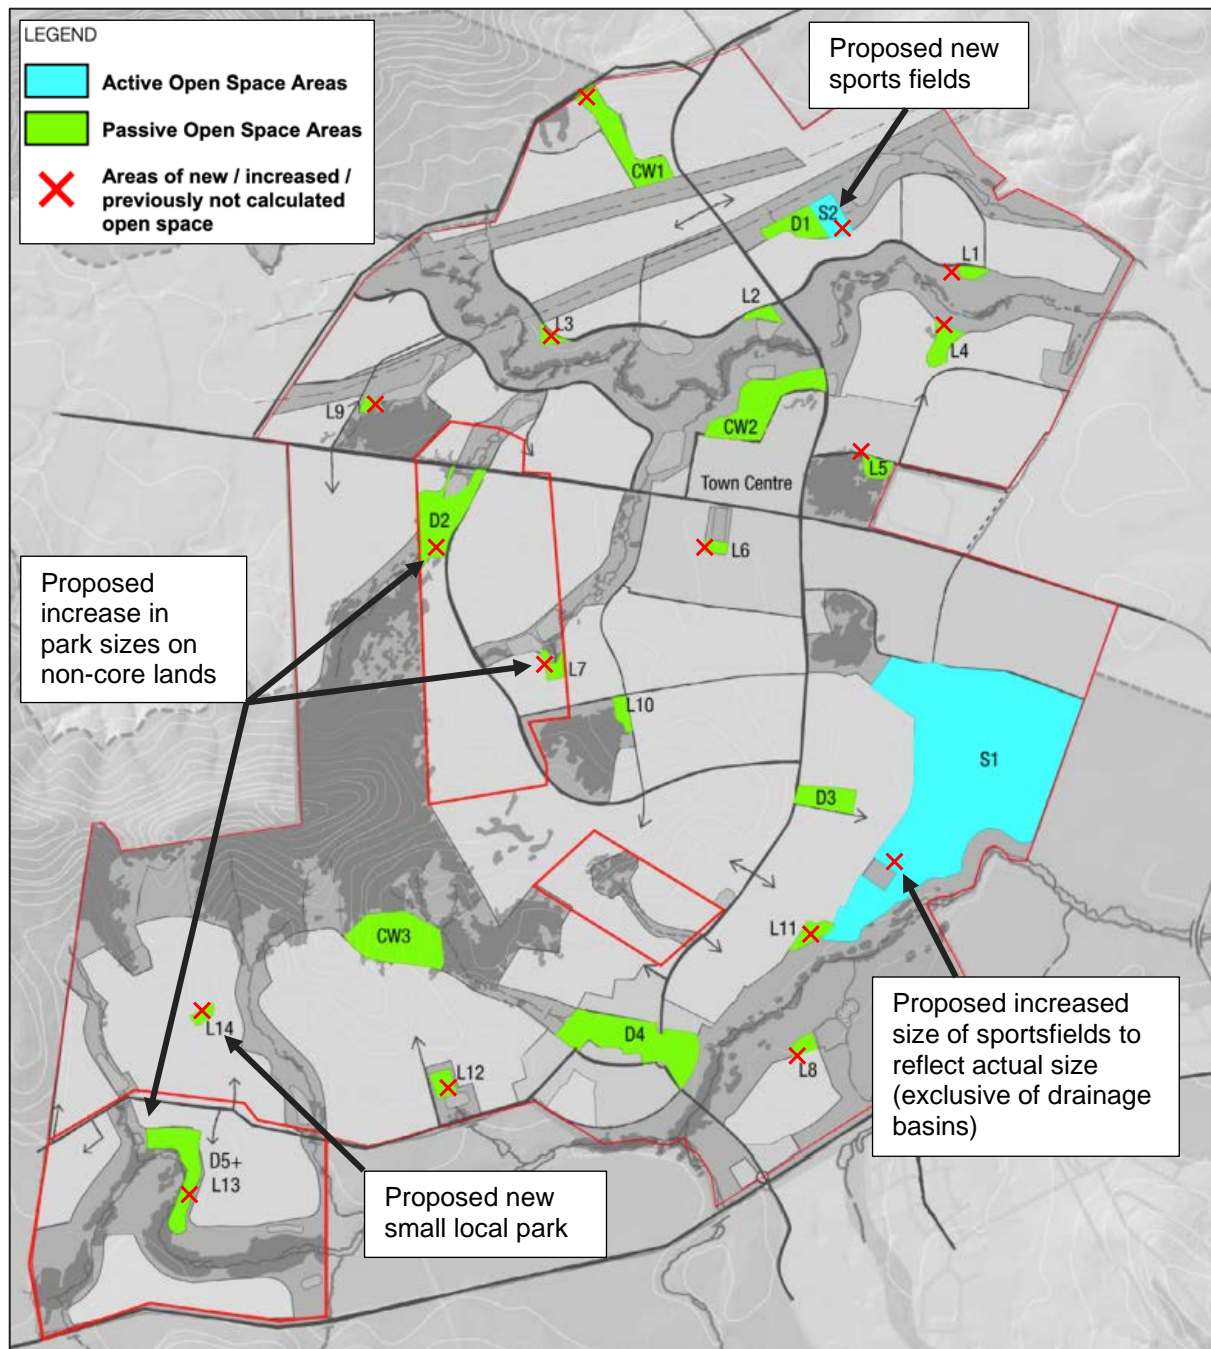 LEGEND
Active Open Space Areas
Passive Open Space Areas
Areas of new / increased /
previously not calculated
open space
Proposed new
sports fields
CW1
S2
D1
L1
L2
L3
L4
L9
CW2
L5
Town Centre
D2
L6
Proposed
increase in
park sizes on
non-core lands
L7
L10
S1
D3
L11
CW3
Proposed increased
size of sportsfields to
reflect actual size
(exclusive of drainage
basins)
L14
D4
L8
L12
D5+
L13
Proposed new
small local park